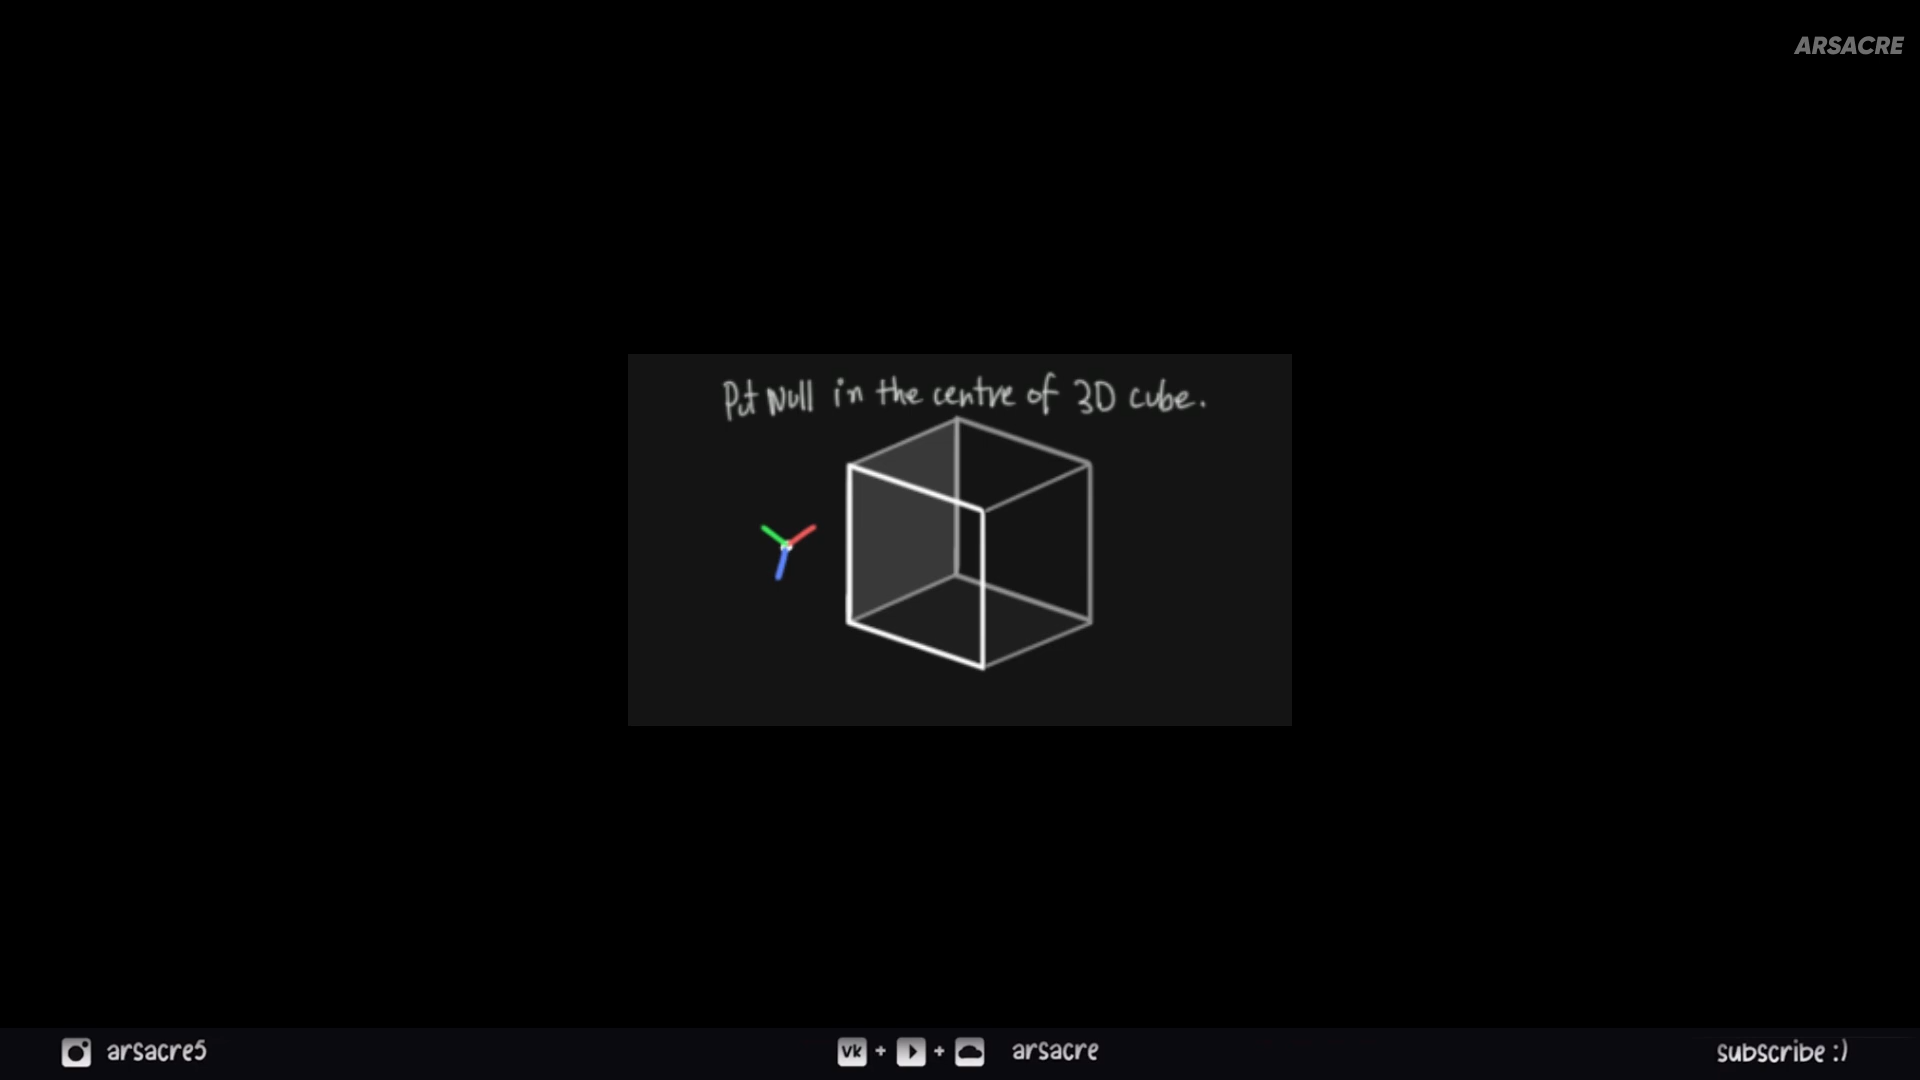 ARSACRE
Put Null in the centre of 3D cube.
arsacre5
vk + + arsacre
subscribe :)